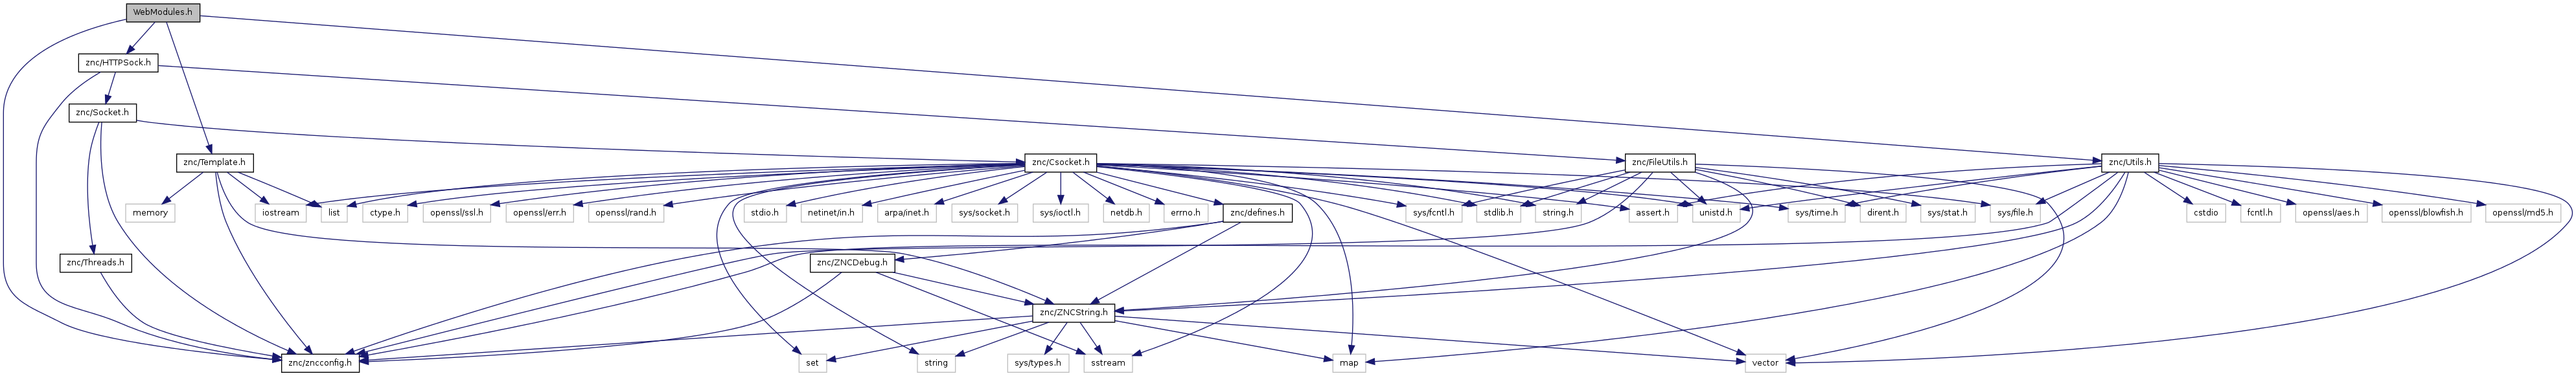 WebModules.h
znc/HTTPSock.h
znc/Socket.h
znc/Template.h
znc/Csocket.h
znc/FileUtils.h
znc/Utils.h
memory
iostream
list
ctype.h
openssl/ssl.h
openssl/err.h
openssl/rand.h
stdio.h
netinet/in.h
arpa/inet.h
sys/socket.h
sys/ioctl.h
netdb.h
errno.h
znc/defines.h
sys/fcntl.h
stdlib.h
string.h
assert.h
unistd.h
sys/time.h
dirent.h
sys/stat.h
sys/file.h
cstdio
fcntl.h
openssl/aes.h
openssl/blowfish.h
openssl/md5.h
znc/Threads.h
znc/ZNCDebug.h
znc/ZNCString.h
znc/zncconfig.h
set
string
sys/types.h
sstream
map
vector